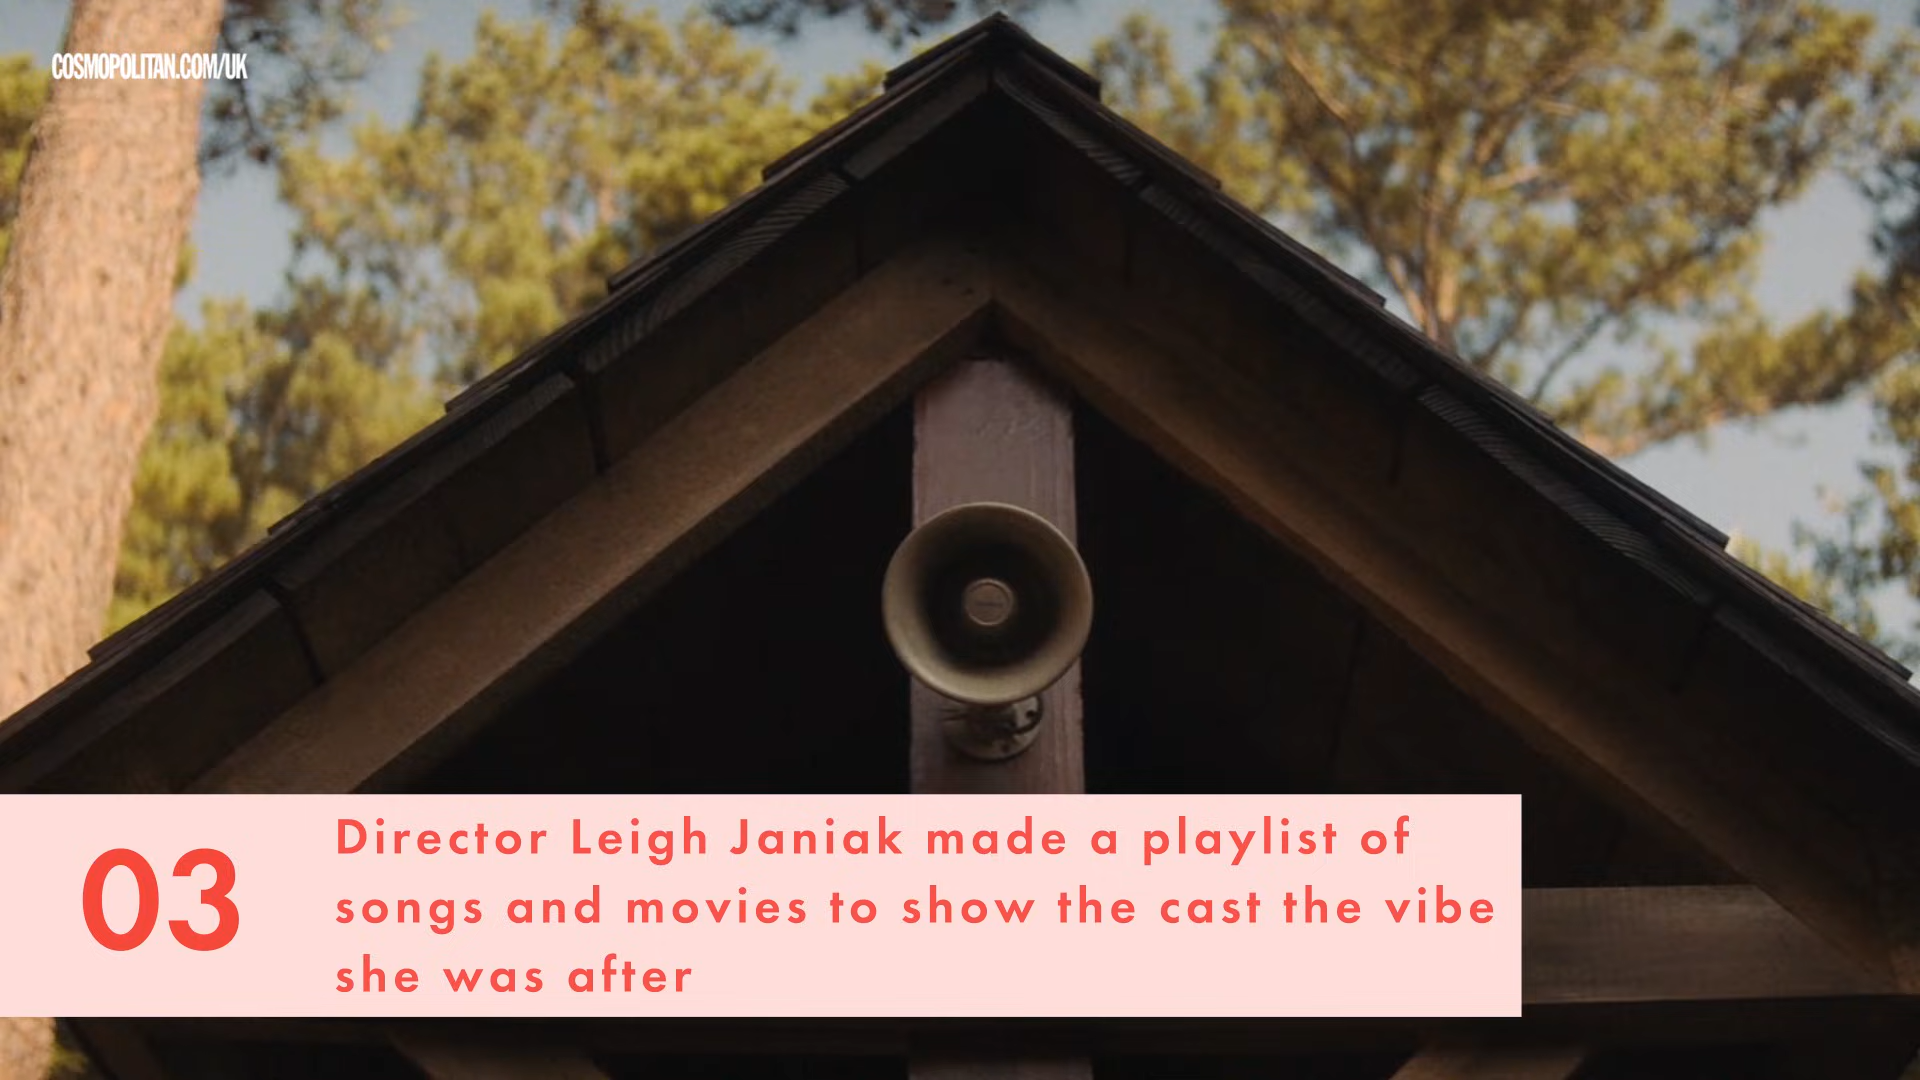 COSMOPOLITAN.COM/UK
03
Director Leigh Janiak made a playlist of
songs and movies to show the cast the vibe
she was after